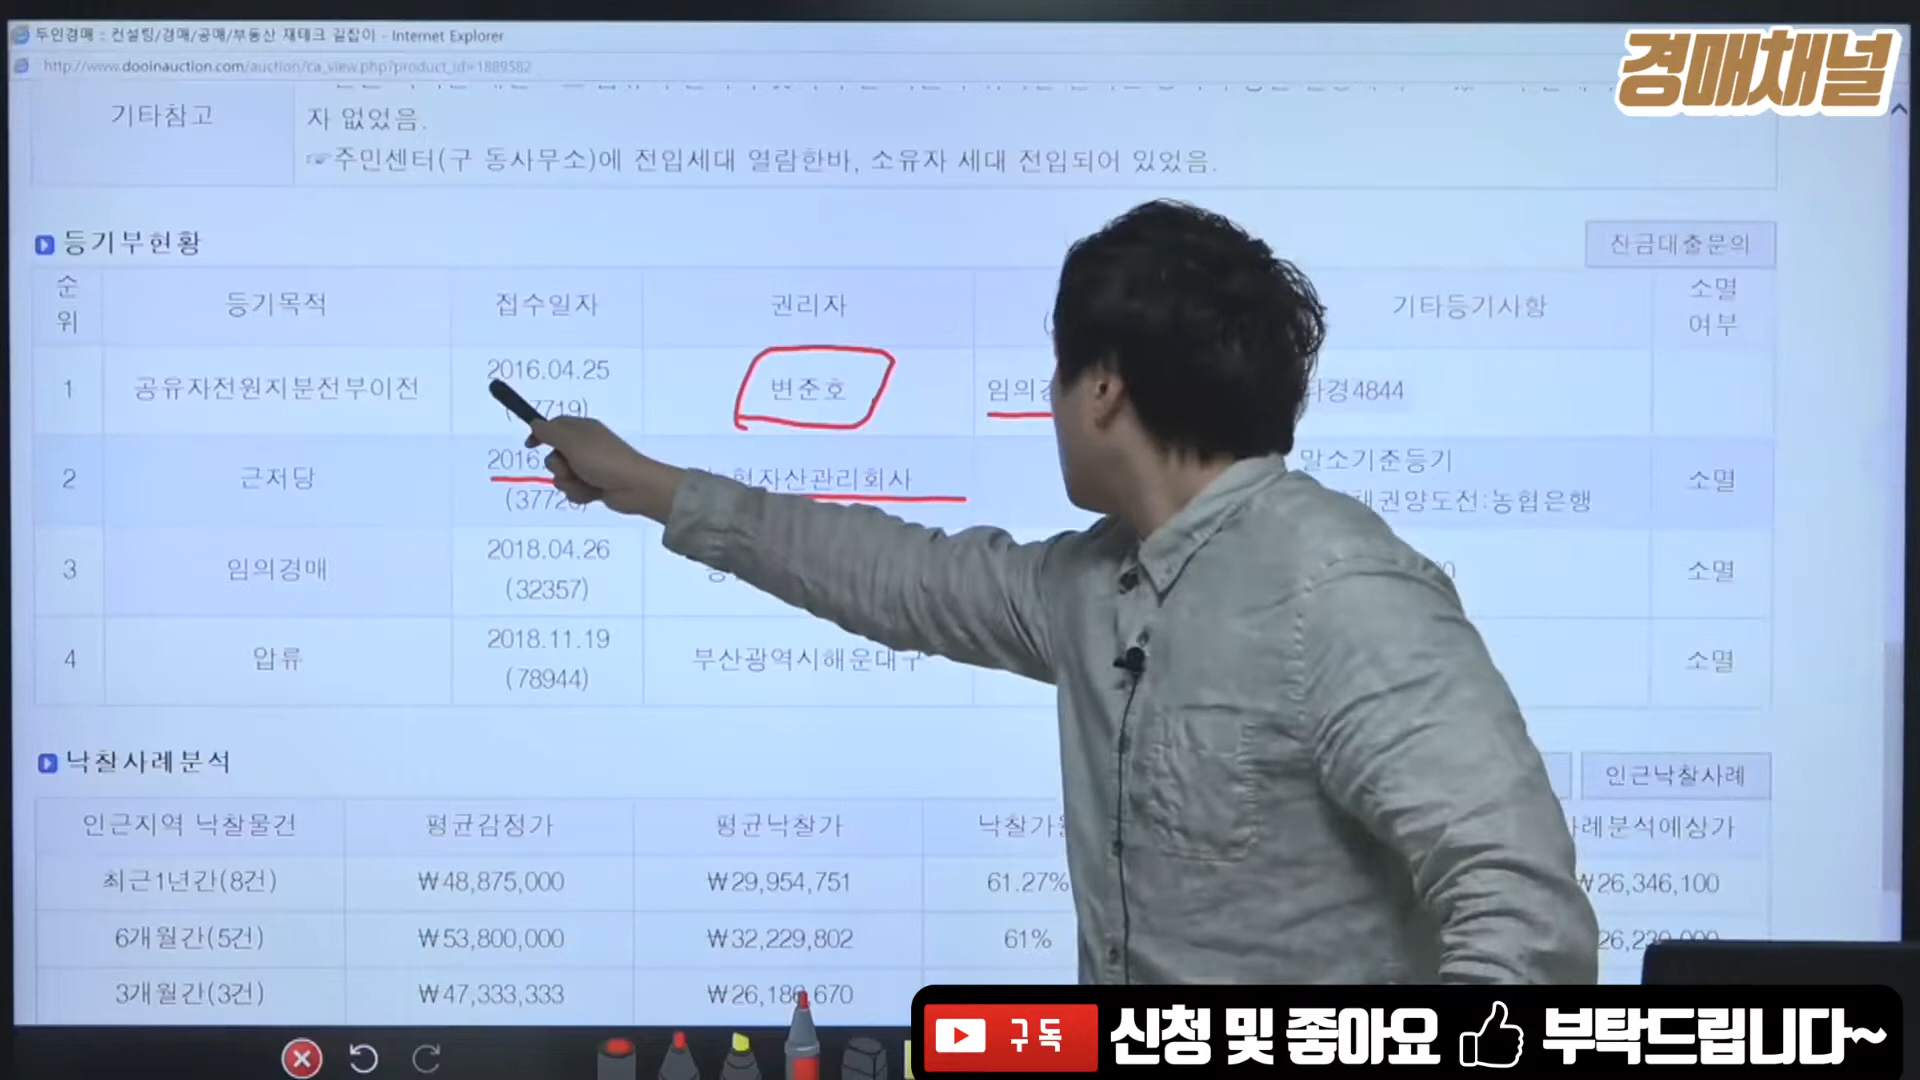 두인경매 : 컨설팅/경매/공매/부동산 재테크 길잡이 - Internet Explorer
http://www.dooinauction.com/auction/ca_view.php?product_id=1889582
경매채널
기타참고
자 없었음.
☞주민센터(구 동사무소)에 전입세대 열람한바, 소유자 세대 전입되어 있었음.
등기부현황
잔금대출문의
순위 등기목적 접수일자 권리자 기타등기사항 소멸여부
1 공유자전원지분전부이전 2016.04.25 변준호 임의경 타경4844
7719)
2 근저당 2016. 협자산관리회사 말소기준등기 소멸
(3772 채권양도전:농협은행
3 임의경매 2018.04.26 소멸
(32357)
4 압류 2018.11.19 부산광역시해운대구 소멸
(78944)
낙찰사례분석
인근낙찰사례
인근지역 낙찰물건 평균감정가 평균낙찰가 낙찰가 사례분석예상가
최근1년간(8건) ₩48,875,000 ₩29,954,751 61.27% ₩26,346,100
6개월간(5건) ₩53,800,000 ₩32,229,802 61%
3개월간(3건) ₩47,333,333 ₩26,186,670
구독 신청 및 좋아요 부탁드립니다~